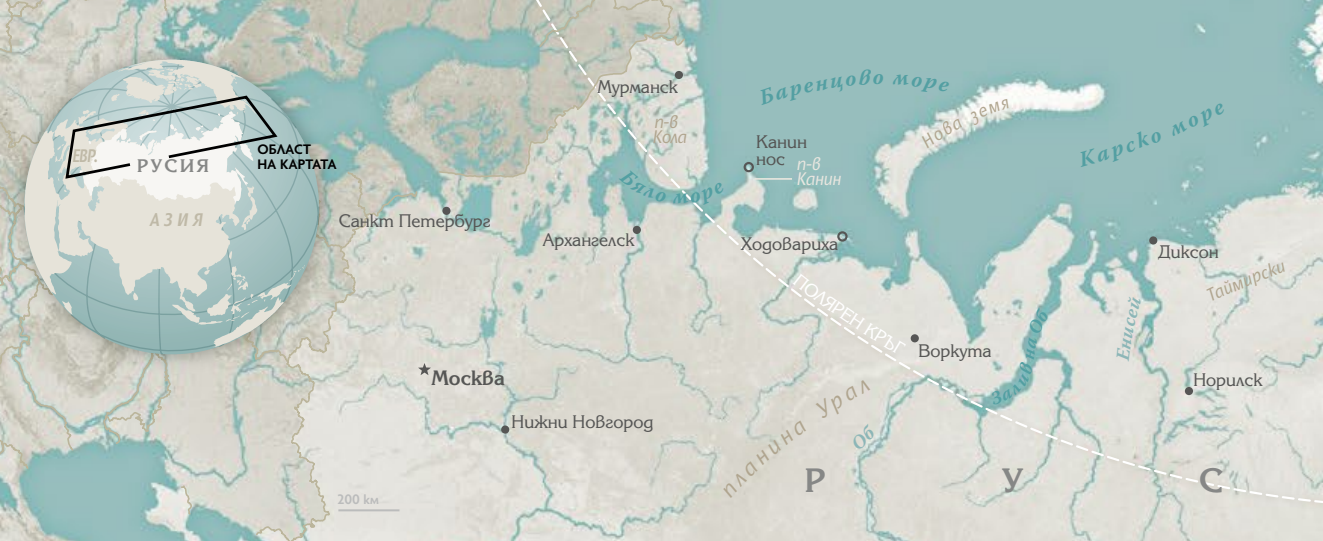 ОБЛАСТ
НА КАРТАТА
ЕВР.
РУСИЯ
АЗИЯ
Мурманск
п-в
Кола
Баренцово море
Нова земя
Карско море
Канин
нос
п-в
Канин
Бяло море
Санкт Петербург
Архангелск
Ходовариха
Диксон
Таймирски
ПОЛЯРЕН КРЪГ
Залив на Об
Енисей
Воркута
Москва
Норилск
Нижни Новгород
планина Урал
Об
Р У С
200 км